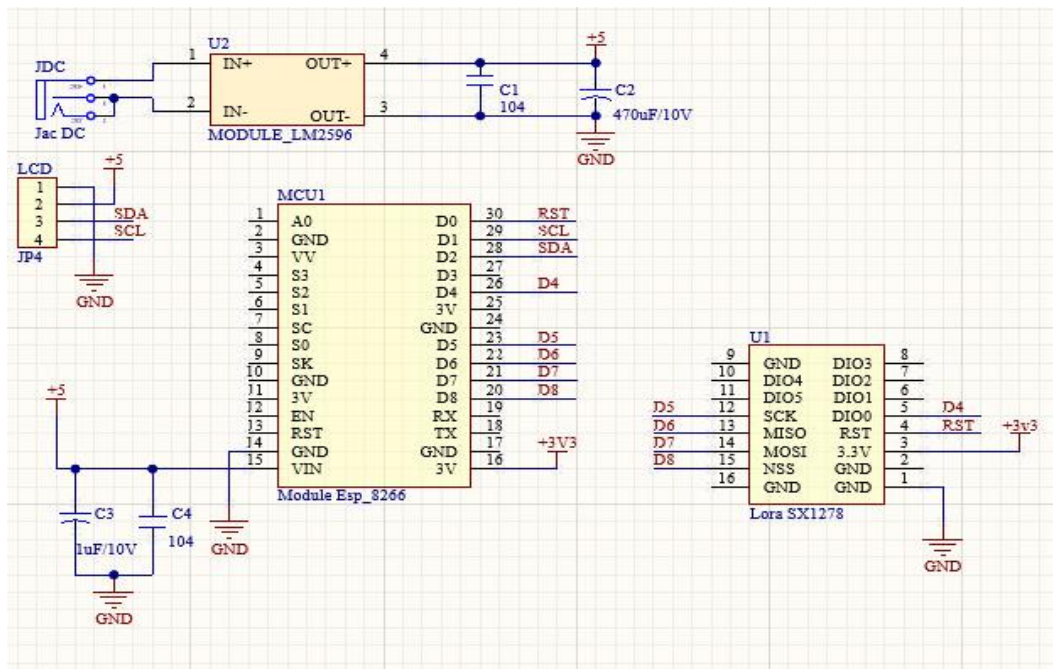 U2
JDC
1 IN+ OUT+ 4
2 IN- OUT- 3
Jac DC
MODULE_LM2596
C1
104
+5
C2
470uF/10V
GND
LCD
+5
1
2
3 SDA
4 SCL
JP4
GND
MCU1
1 A0 D0 30 RST
2 GND D1 29 SCL
3 VV D2 28 SDA
4 S3 D3 27
5 S2 D4 26 D4
6 S1 3V 25
7 SC GND 24
8 S0 D5 23 D5
9 SK D6 22 D6
10 GND D7 21 D7
11 3V D8 20 D8
12 EN RX 19
13 RST TX 18
14 GND GND 17
15 VIN 3V 16 +3V3
Module Esp_8266
+5
C3
1uF/10V
C4
104
GND
GND
U1
9 GND DIO3 8
10 DIO4 DIO2 7
11 DIO5 DIO1 6
D5 12 SCK DIO0 5 D4
D6 13 MISO RST 4 RST
D7 14 MOSI 3.3V 3 +3v3
D8 15 NSS GND 2
16 GND GND 1
Lora SX1278
GND